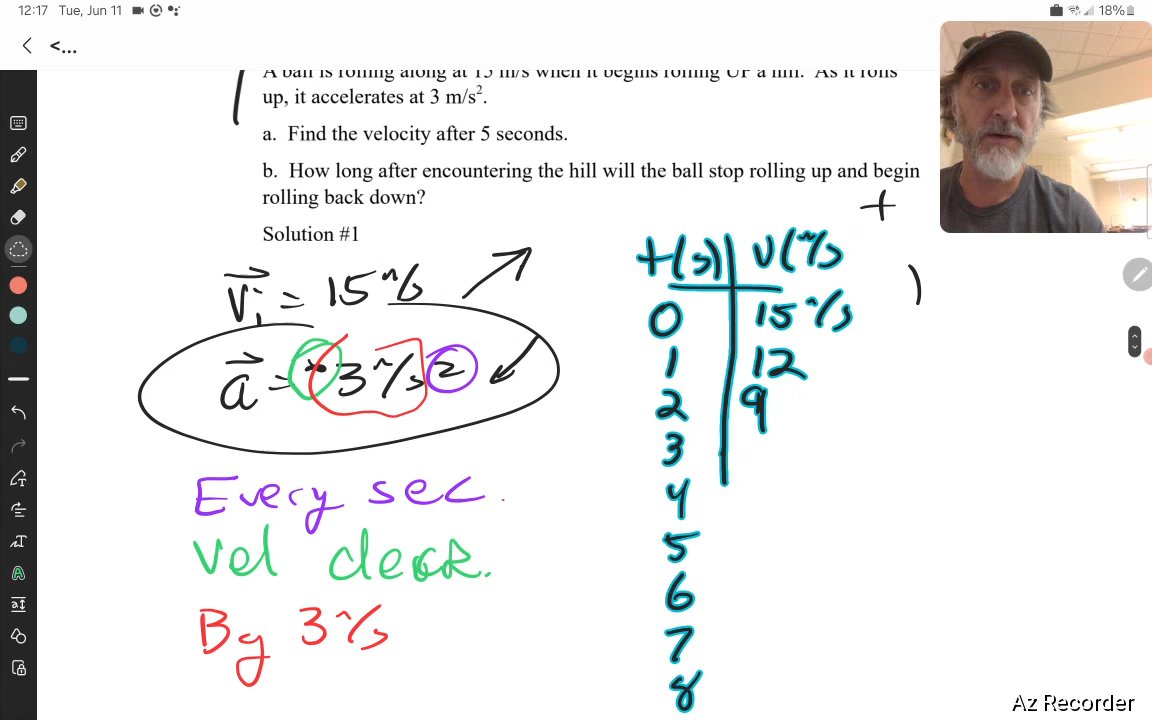 12:17 Tue, Jun 11
18%
<...
A ball is rolling along at 15 m/s when it begins rolling UP a hill. As it rolls
up, it accelerates at 3 m/s².
a. Find the velocity after 5 seconds.
b. How long after encountering the hill will the ball stop rolling up and begin
rolling back down?
Solution #1
+
vᵢ = 15 m/s
a = -3 m/s²
Every sec.
Vel decr.
By 3 m/s
t(s) v(m/s
0 15 m/s
1 12
2 9
3
4
5
6
7
8
Az Recorder